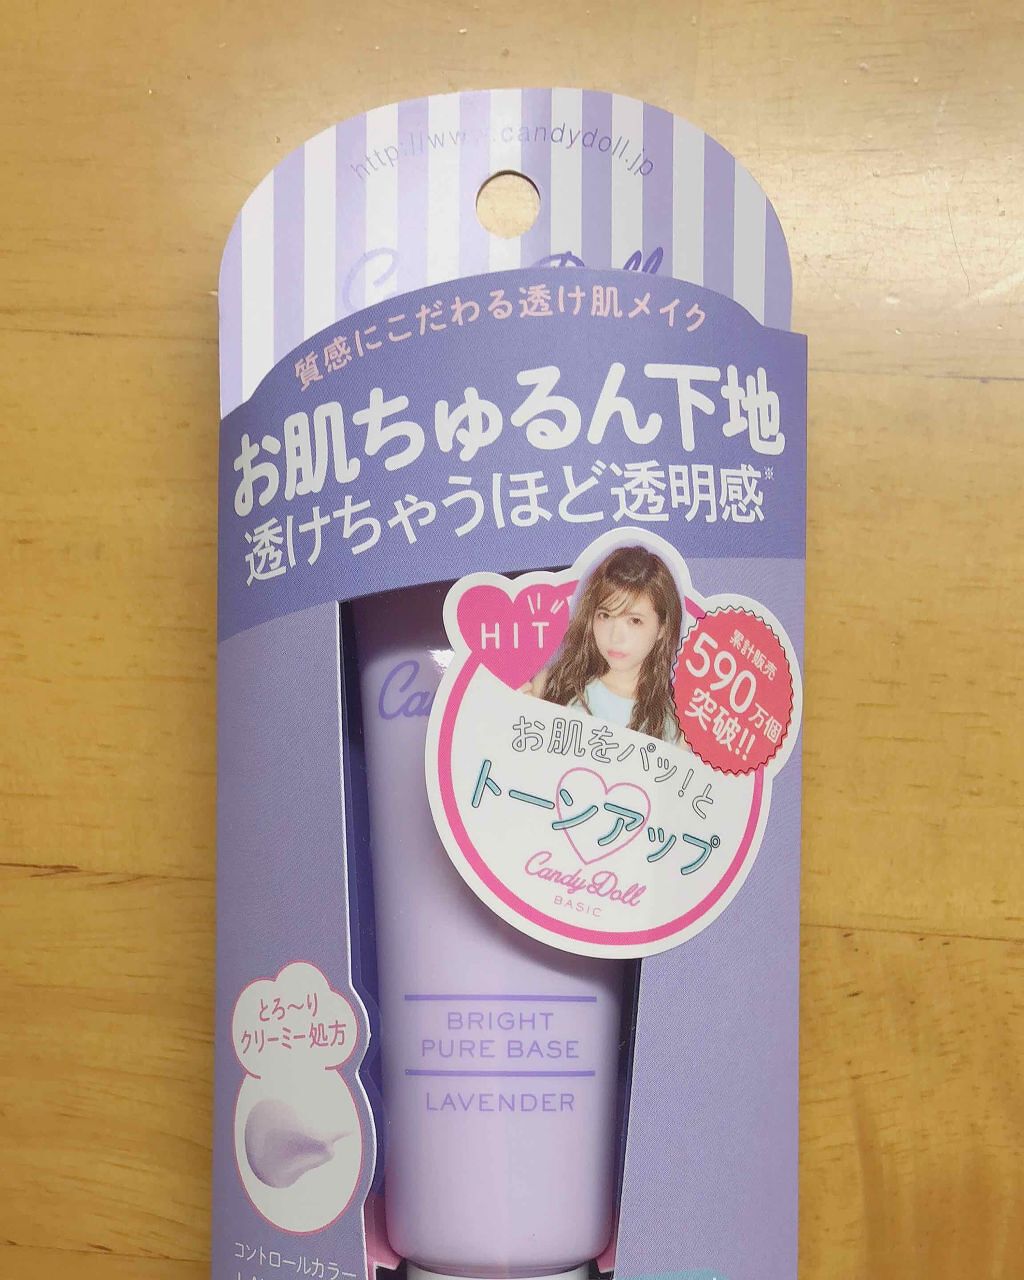 http://www.candydoll.jp
質感にこだわる透け肌メイク
お肌ちゅるん下地
透けちゃうほど透明感※
HIT
累計販売
590万個
突破!!
お肌をパッ!と
トーンアップ
CandyDoll
BASIC
BRIGHT
PURE BASE
LAVENDER
とろ〜り
クリーミー処方
コントロールカラー